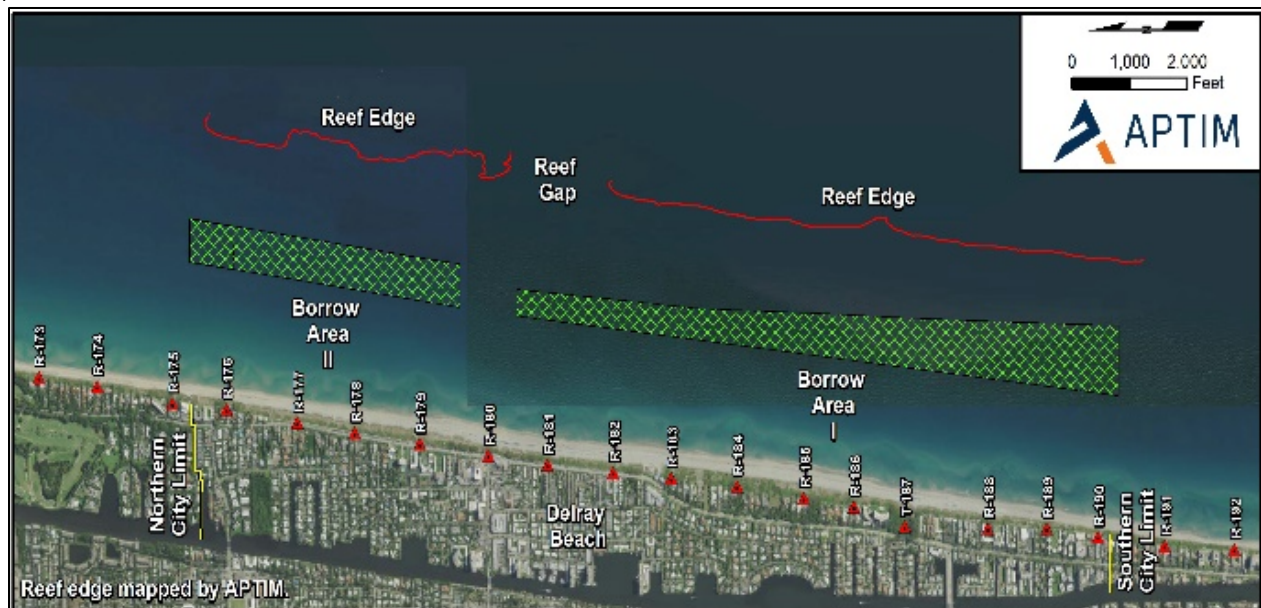 0 1,000 2.000
Feet
APTIM
Reef Edge
Reef
Gap
Reef Edge
Borrow
Area
II
Borrow
Area
I
R-173
R-174
R-175
R-176
R-177
R-178
R-179
R-180
R-181
R-182
R-183
R-184
R-185
R-186
T-187
R-188
R-189
R-190
R-191
R-192
Northern
City Limit
Delray
Beach
Southern
City Limit
Reef edge mapped by APTIM.